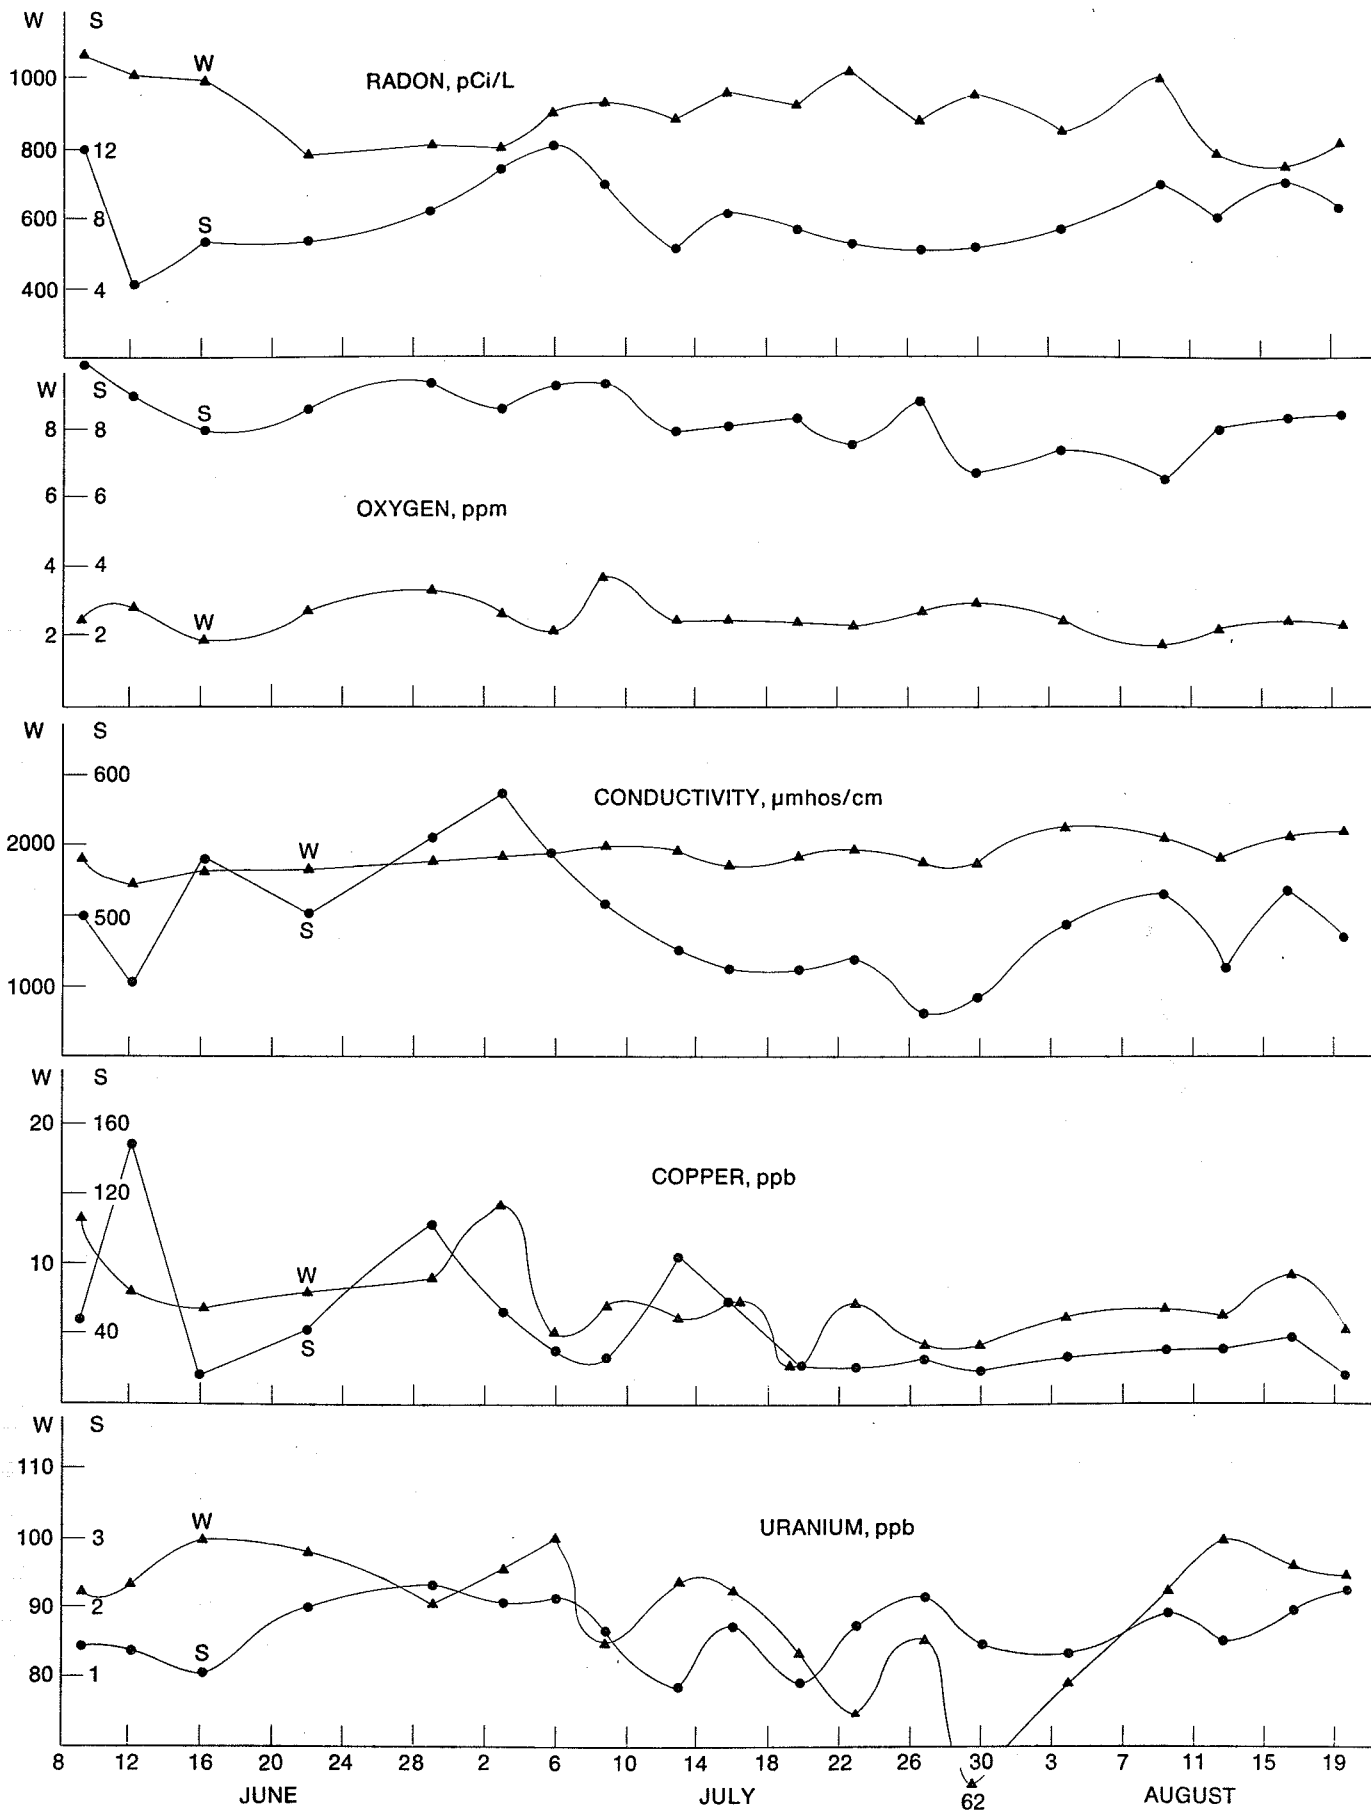 W S
1000
W
RADON, pCi/L
800 12
600 8
S
400 4
W S
8 8
S
6 6
OXYGEN, ppm
4 4
W
2 2
W S
600
CONDUCTIVITY, µmhos/cm
2000
W
500
S
1000
W S
20 160
120
COPPER, ppb
10
W
40
S
W S
110
W
100 3
URANIUM, ppb
90 2
S
80 1
8 12 16 20 24 28 2 6 10 14 18 22 26 30 3 7 11 15 19
JUNE JULY 62 AUGUST